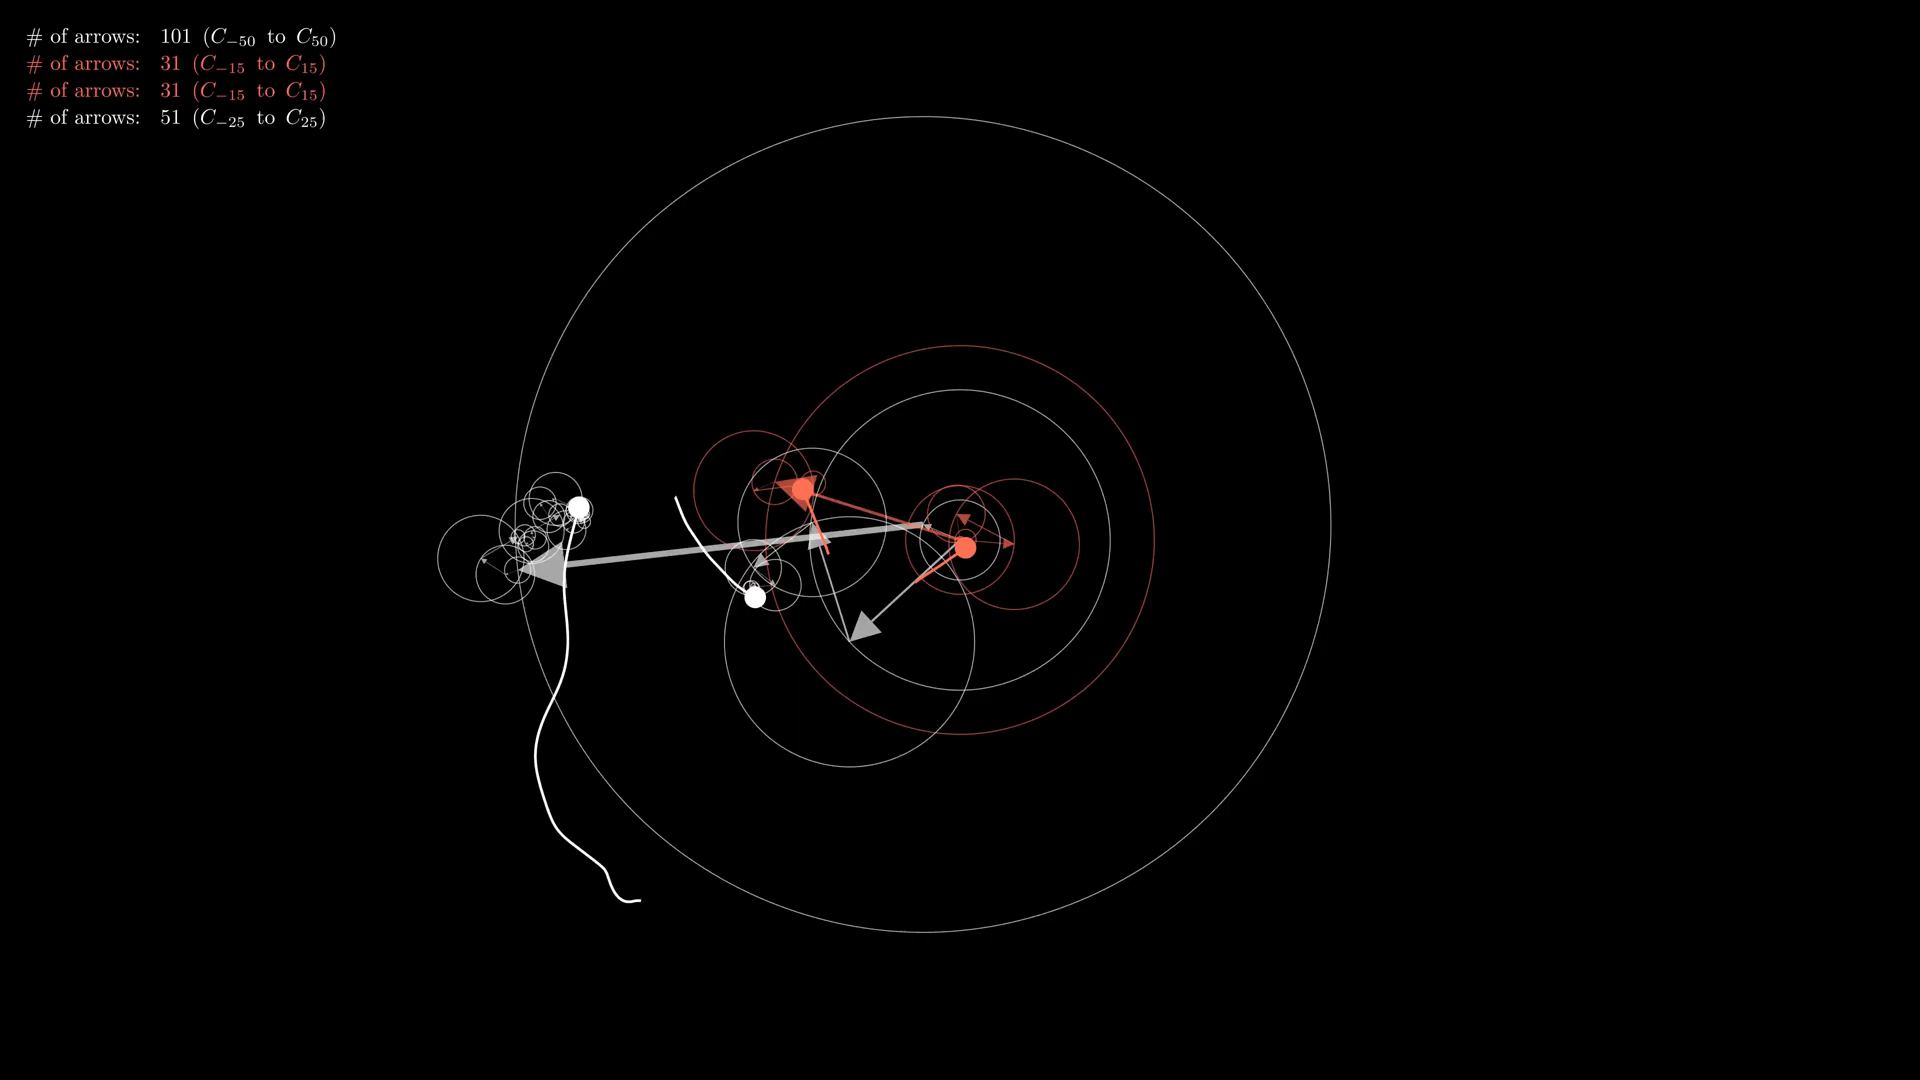 # of arrows: 101 (C₋₅₀ to C₅₀)
# of arrows: 31 (C₋₁₅ to C₁₅)
# of arrows: 31 (C₋₁₅ to C₁₅)
# of arrows: 51 (C₋₂₅ to C₂₅)